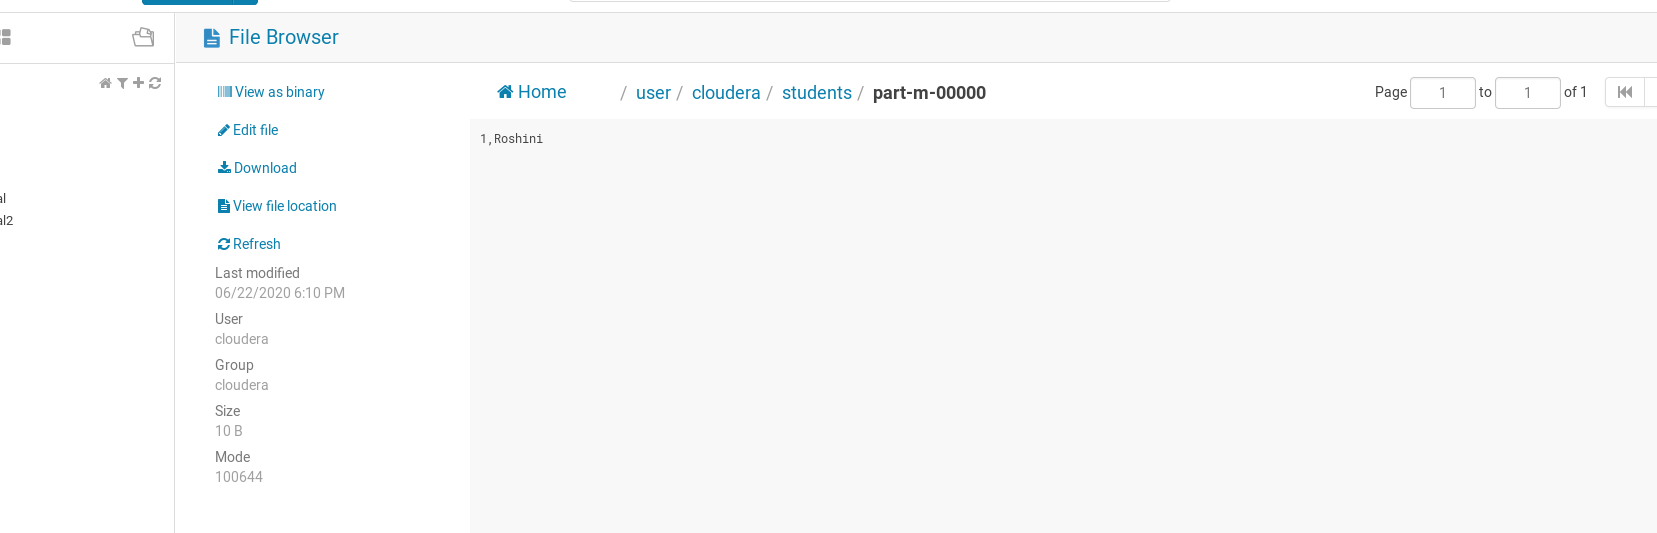 File Browser
View as binary
Home / user / cloudera / students / part-m-00000
Page 1 to 1 of 1
Edit file
1,Roshini
Download
View file location
Refresh
Last modified
06/22/2020 6:10 PM
User
cloudera
Group
cloudera
Size
10 B
Mode
100644
al
al2